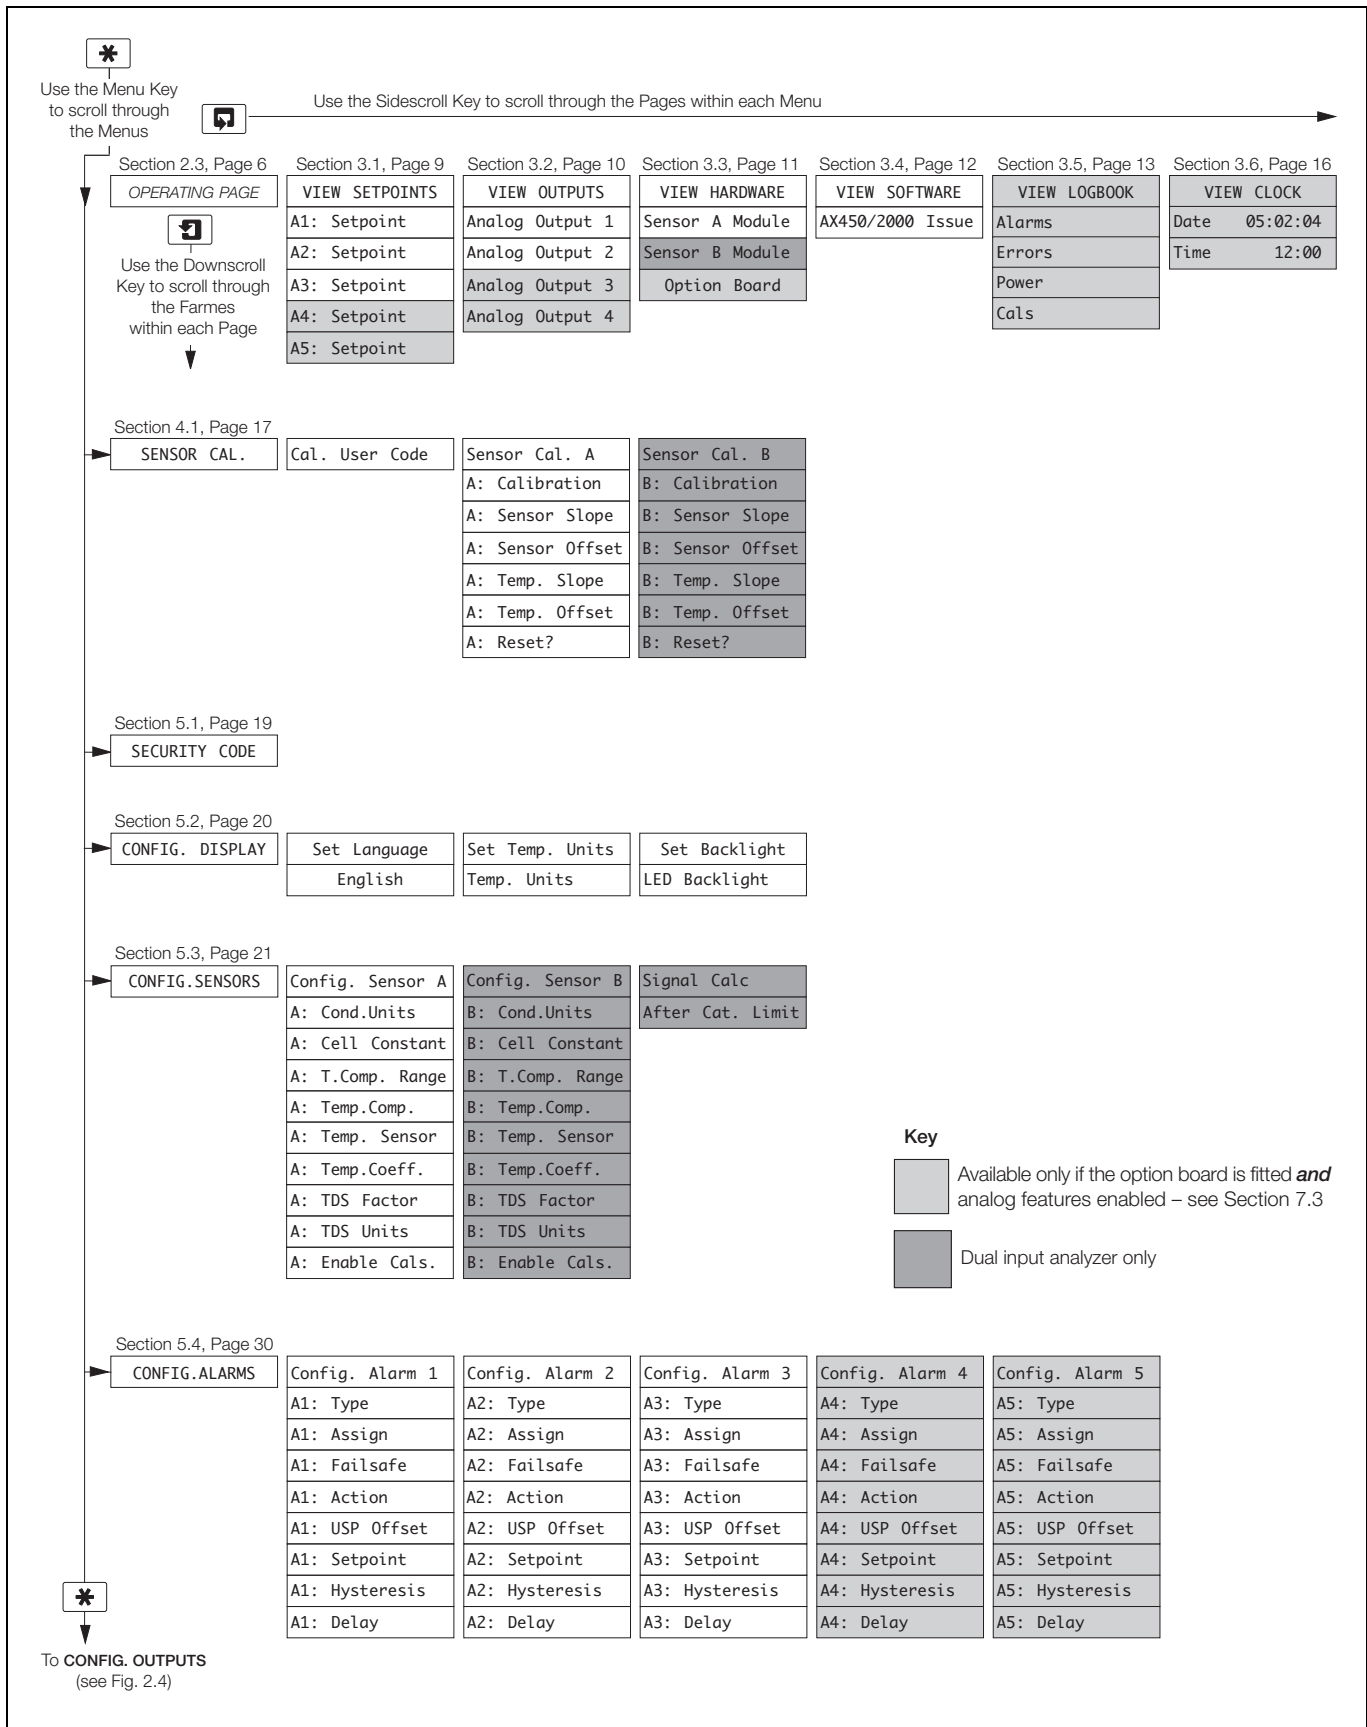 Use the Menu Key
to scroll through
the Menus
Use the Sidescroll Key to scroll through the Pages within each Menu
Section 2.3, Page 6
OPERATING PAGE
Use the Downscroll
Key to scroll through
the Farmes
within each Page
Section 3.1, Page 9
VIEW SETPOINTS
A1: Setpoint
A2: Setpoint
A3: Setpoint
A4: Setpoint
A5: Setpoint
Section 3.2, Page 10
VIEW OUTPUTS
Analog Output 1
Analog Output 2
Analog Output 3
Analog Output 4
Section 3.3, Page 11
VIEW HARDWARE
Sensor A Module
Sensor B Module
Option Board
Section 3.4, Page 12
VIEW SOFTWARE
AX450/2000 Issue
Section 3.5, Page 13
VIEW LOGBOOK
Alarms
Errors
Power
Cals
Section 3.6, Page 16
VIEW CLOCK
Date 05:02:04
Time 12:00
Section 4.1, Page 17
SENSOR CAL.
Cal. User Code
Sensor Cal. A
A: Calibration
A: Sensor Slope
A: Sensor Offset
A: Temp. Slope
A: Temp. Offset
A: Reset?
Sensor Cal. B
B: Calibration
B: Sensor Slope
B: Sensor Offset
B: Temp. Slope
B: Temp. Offset
B: Reset?
Section 5.1, Page 19
SECURITY CODE
Section 5.2, Page 20
CONFIG. DISPLAY
Set Language
English
Set Temp. Units
Temp. Units
Set Backlight
LED Backlight
Section 5.3, Page 21
CONFIG.SENSORS
Config. Sensor A
A: Cond.Units
A: Cell Constant
A: T.Comp. Range
A: Temp.Comp.
A: Temp. Sensor
A: Temp.Coeff.
A: TDS Factor
A: TDS Units
A: Enable Cals.
Config. Sensor B
B: Cond.Units
B: Cell Constant
B: T.Comp. Range
B: Temp.Comp.
B: Temp. Sensor
B: Temp.Coeff.
B: TDS Factor
B: TDS Units
B: Enable Cals.
Signal Calc
After Cat. Limit
Key
Available only if the option board is fitted and
analog features enabled – see Section 7.3
Dual input analyzer only
Section 5.4, Page 30
CONFIG.ALARMS
Config. Alarm 1
A1: Type
A1: Assign
A1: Failsafe
A1: Action
A1: USP Offset
A1: Setpoint
A1: Hysteresis
A1: Delay
Config. Alarm 2
A2: Type
A2: Assign
A2: Failsafe
A2: Action
A2: USP Offset
A2: Setpoint
A2: Hysteresis
A2: Delay
Config. Alarm 3
A3: Type
A3: Assign
A3: Failsafe
A3: Action
A3: USP Offset
A3: Setpoint
A3: Hysteresis
A3: Delay
Config. Alarm 4
A4: Type
A4: Assign
A4: Failsafe
A4: Action
A4: USP Offset
A4: Setpoint
A4: Hysteresis
A4: Delay
Config. Alarm 5
A5: Type
A5: Assign
A5: Failsafe
A5: Action
A5: USP Offset
A5: Setpoint
A5: Hysteresis
A5: Delay
To CONFIG. OUTPUTS
(see Fig. 2.4)